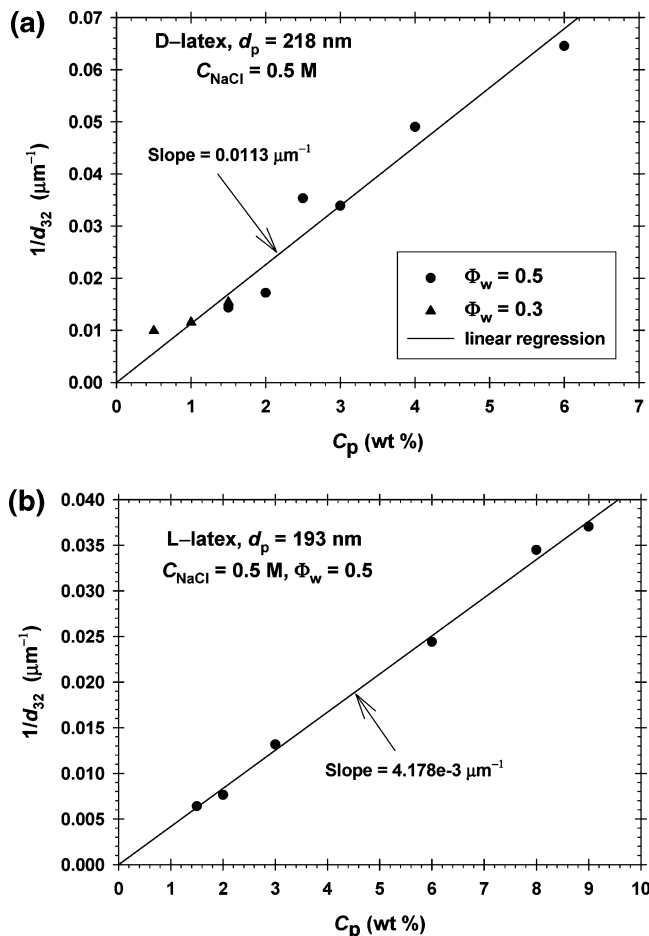 (a)
0.07
0.06
0.05
0.04
0.03
0.02
0.01
0.00
1/d32 (μm−1)
D–latex, dp = 218 nm
CNaCl = 0.5 M
Slope = 0.0113 μm−1
Φw = 0.5
Φw = 0.3
linear regression
0 1 2 3 4 5 6 7
Cp (wt %)
(b)
0.040
0.035
0.030
0.025
0.020
0.015
0.010
0.005
0.000
1/d32 (μm−1)
L–latex, dp = 193 nm
CNaCl = 0.5 M, Φw = 0.5
Slope = 4.178e-3 μm−1
0 1 2 3 4 5 6 7 8 9 10
Cp (wt %)